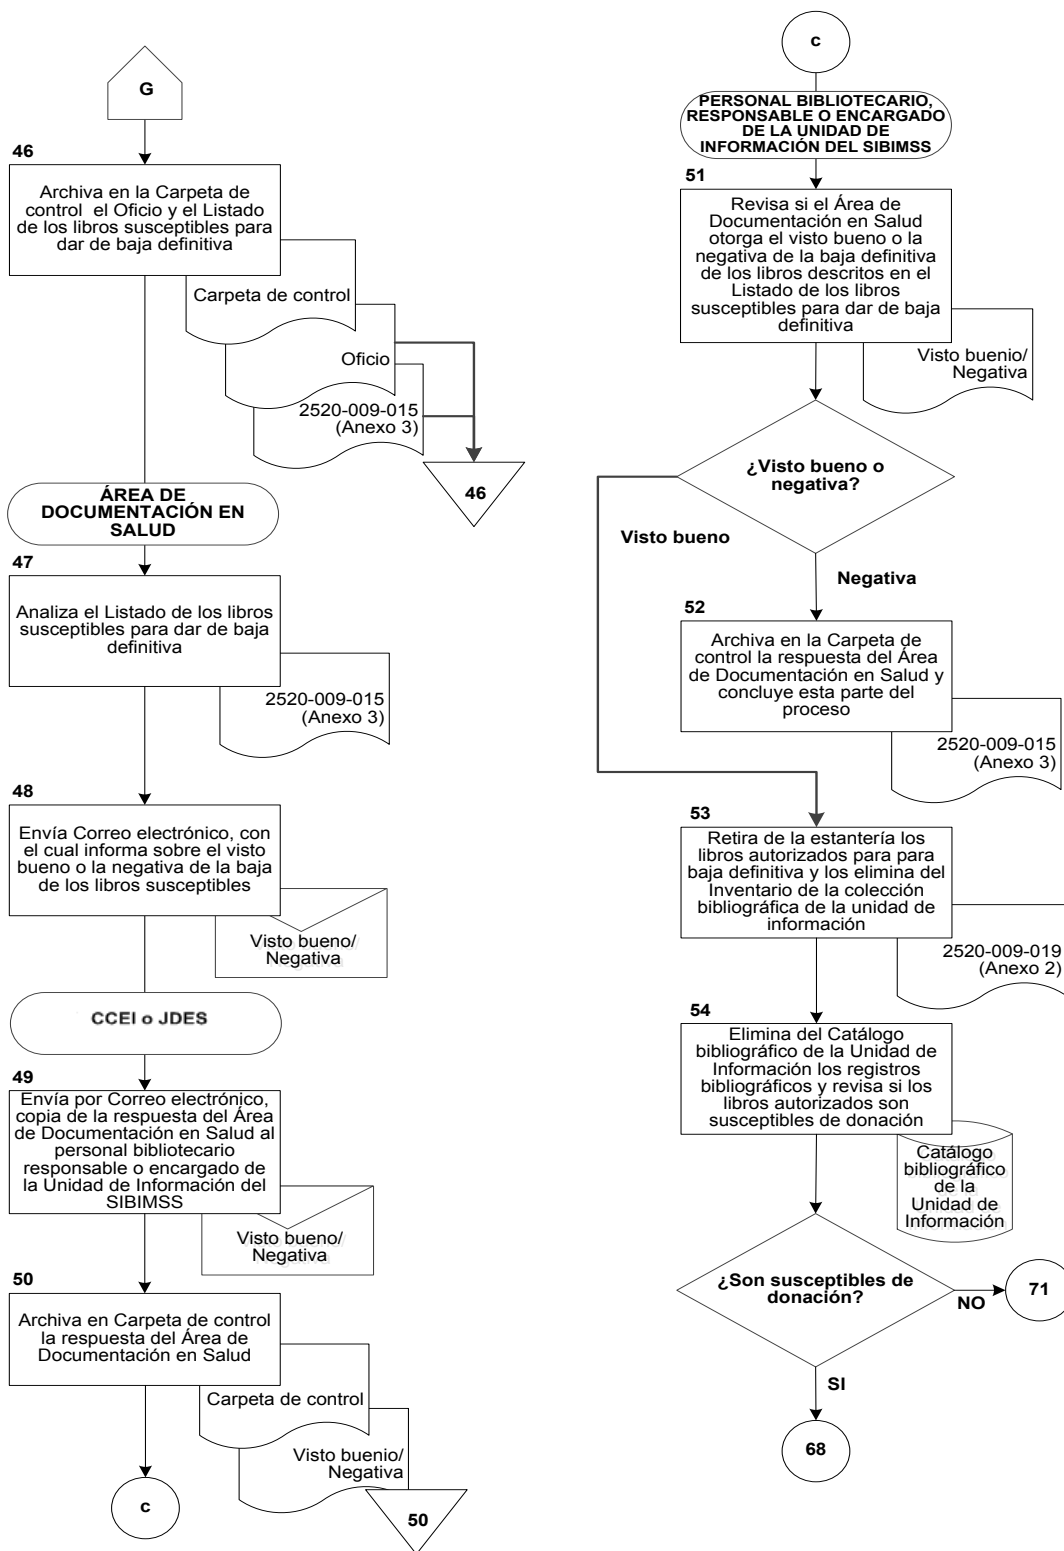 G
46
Archiva en la Carpeta de
control el Oficio y el Listado
de los libros susceptibles para
dar de baja definitiva
Carpeta de control
Oficio
2520-009-015
(Anexo 3)
46
ÁREA DE
DOCUMENTACIÓN EN
SALUD
47
Analiza el Listado de los libros
susceptibles para dar de baja
definitiva
2520-009-015
(Anexo 3)
48
Envía Correo electrónico, con
el cual informa sobre el visto
bueno o la negativa de la baja
de los libros susceptibles
Visto bueno/
Negativa
CCEI o JDES
49
Envía por Correo electrónico,
copia de la respuesta del Área
de Documentación en Salud al
personal bibliotecario
responsable o encargado de
la Unidad de Información del
SIBIMSS
Visto bueno/
Negativa
50
Archiva en Carpeta de control
la respuesta del Área de
Documentación en Salud
Carpeta de control
Visto buenio/
Negativa
50
c
c
PERSONAL BIBLIOTECARIO,
RESPONSABLE O ENCARGADO
DE LA UNIDAD DE
INFORMACIÓN DEL SIBIMSS
51
Revisa si el Área de
Documentación en Salud
otorga el visto bueno o la
negativa de la baja definitiva
de los libros descritos en el
Listado de los libros
susceptibles para dar de baja
definitiva
Visto buenio/
Negativa
¿Visto bueno o
negativa?
Visto bueno
Negativa
52
Archiva en la Carpeta de
control la respuesta del Área
de Documentación en Salud y
concluye esta parte del
proceso
2520-009-015
(Anexo 3)
53
Retira de la estantería los
libros autorizados para para
baja definitiva y los elimina del
Inventario de la colección
bibliográfica de la unidad de
información
2520-009-019
(Anexo 2)
54
Elimina del Catálogo
bibliográfico de la Unidad de
Información los registros
bibliográficos y revisa si los
libros autorizados son
susceptibles de donación
Catálogo
bibliográfico
de la
Unidad de
Información
¿Son susceptibles de
donación?
NO
71
SI
68